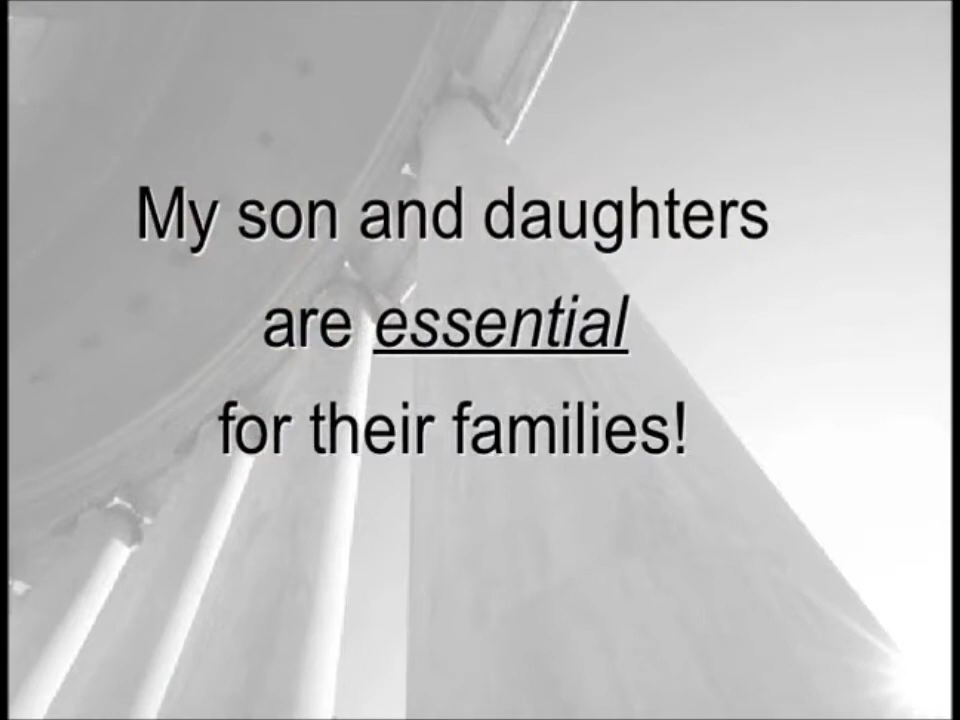 My son and daughters
are essential
for their families!